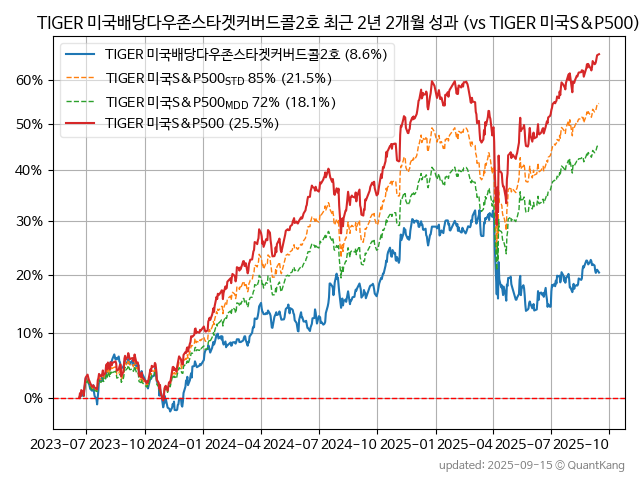 TIGER 미국배당다우존스타겟커버드콜2호 최근 2년 2개월 성과 (vs TIGER 미국S&P500)
TIGER 미국배당다우존스타겟커버드콜2호 (8.6%)
TIGER 미국S&P500STD 85% (21.5%)
TIGER 미국S&P500MDD 72% (18.1%)
TIGER 미국S&P500 (25.5%)
60%
50%
40%
30%
20%
10%
0%
2023-07 2023-10 2024-01 2024-04 2024-07 2024-10 2025-01 2025-04 2025-07 2025-10
updated: 2025-09-15 © QuantKang